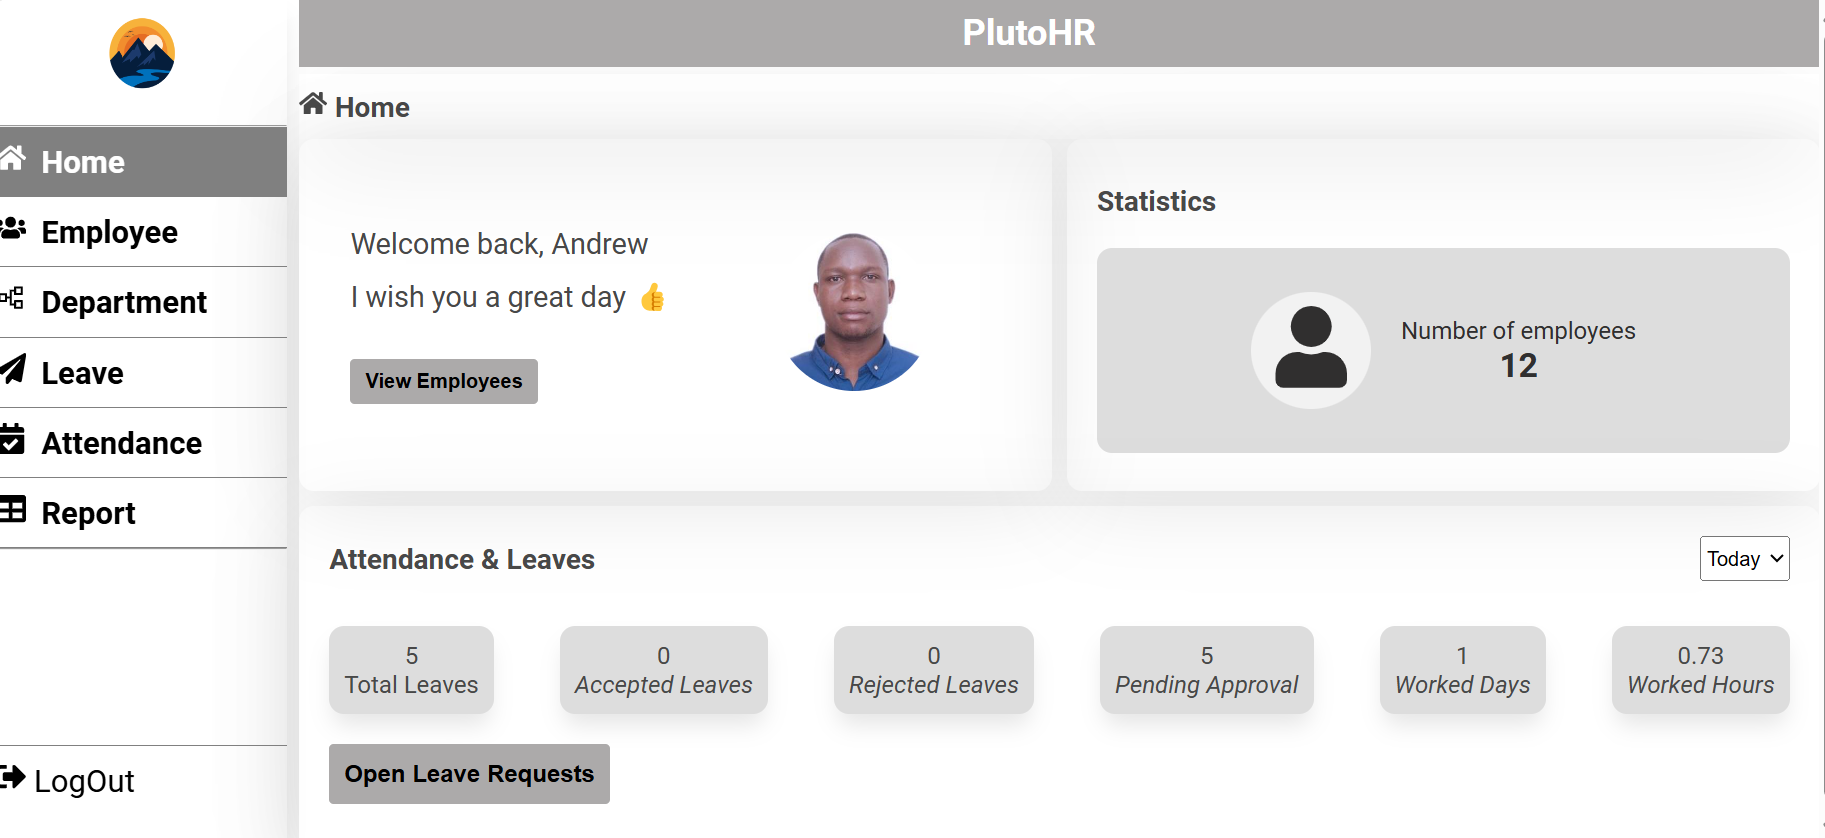 PlutoHR
Home
Employee
Department
Leave
Attendance
Report
LogOut
Home
Welcome back, Andrew
I wish you a great day 👍
View Employees
Statistics
Number of employees
12
Attendance & Leaves
Today
5
Total Leaves
0
Accepted Leaves
0
Rejected Leaves
5
Pending Approval
1
Worked Days
0.73
Worked Hours
Open Leave Requests